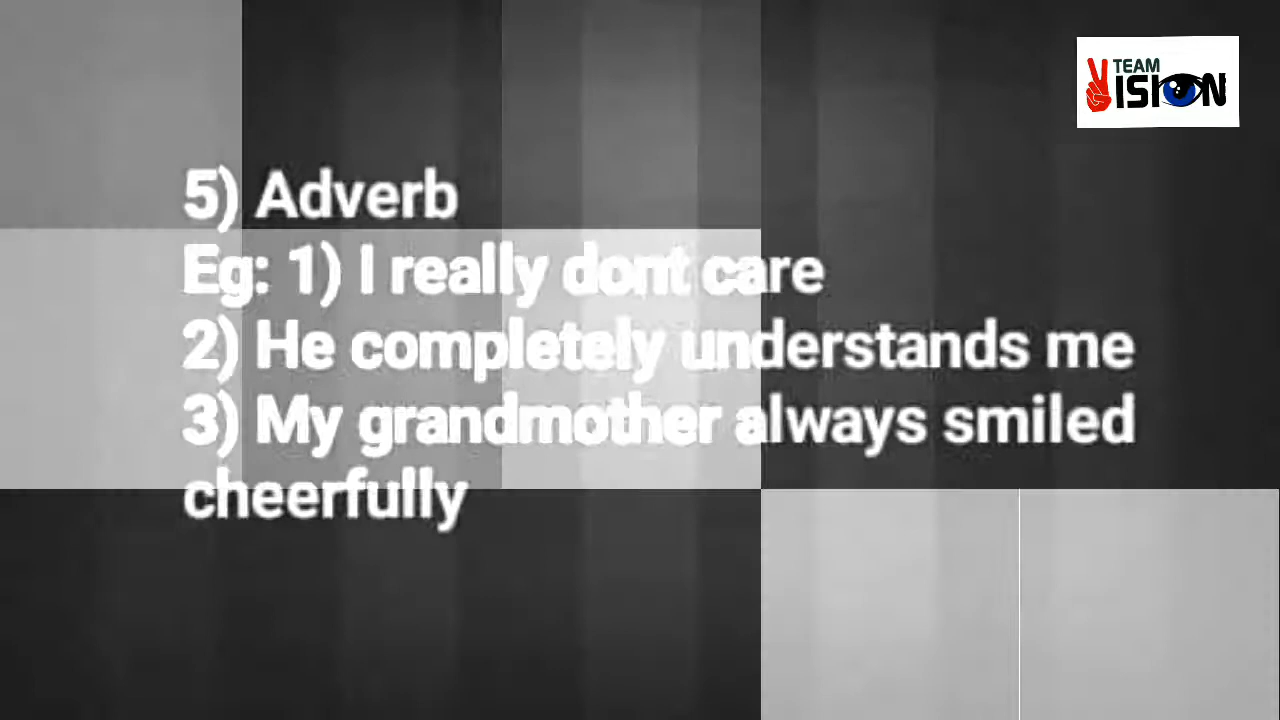 TEAM
VISION
5) Adverb
Eg: 1) I really dont care
2) He completely understands me
3) My grandmother always smiled
cheerfully